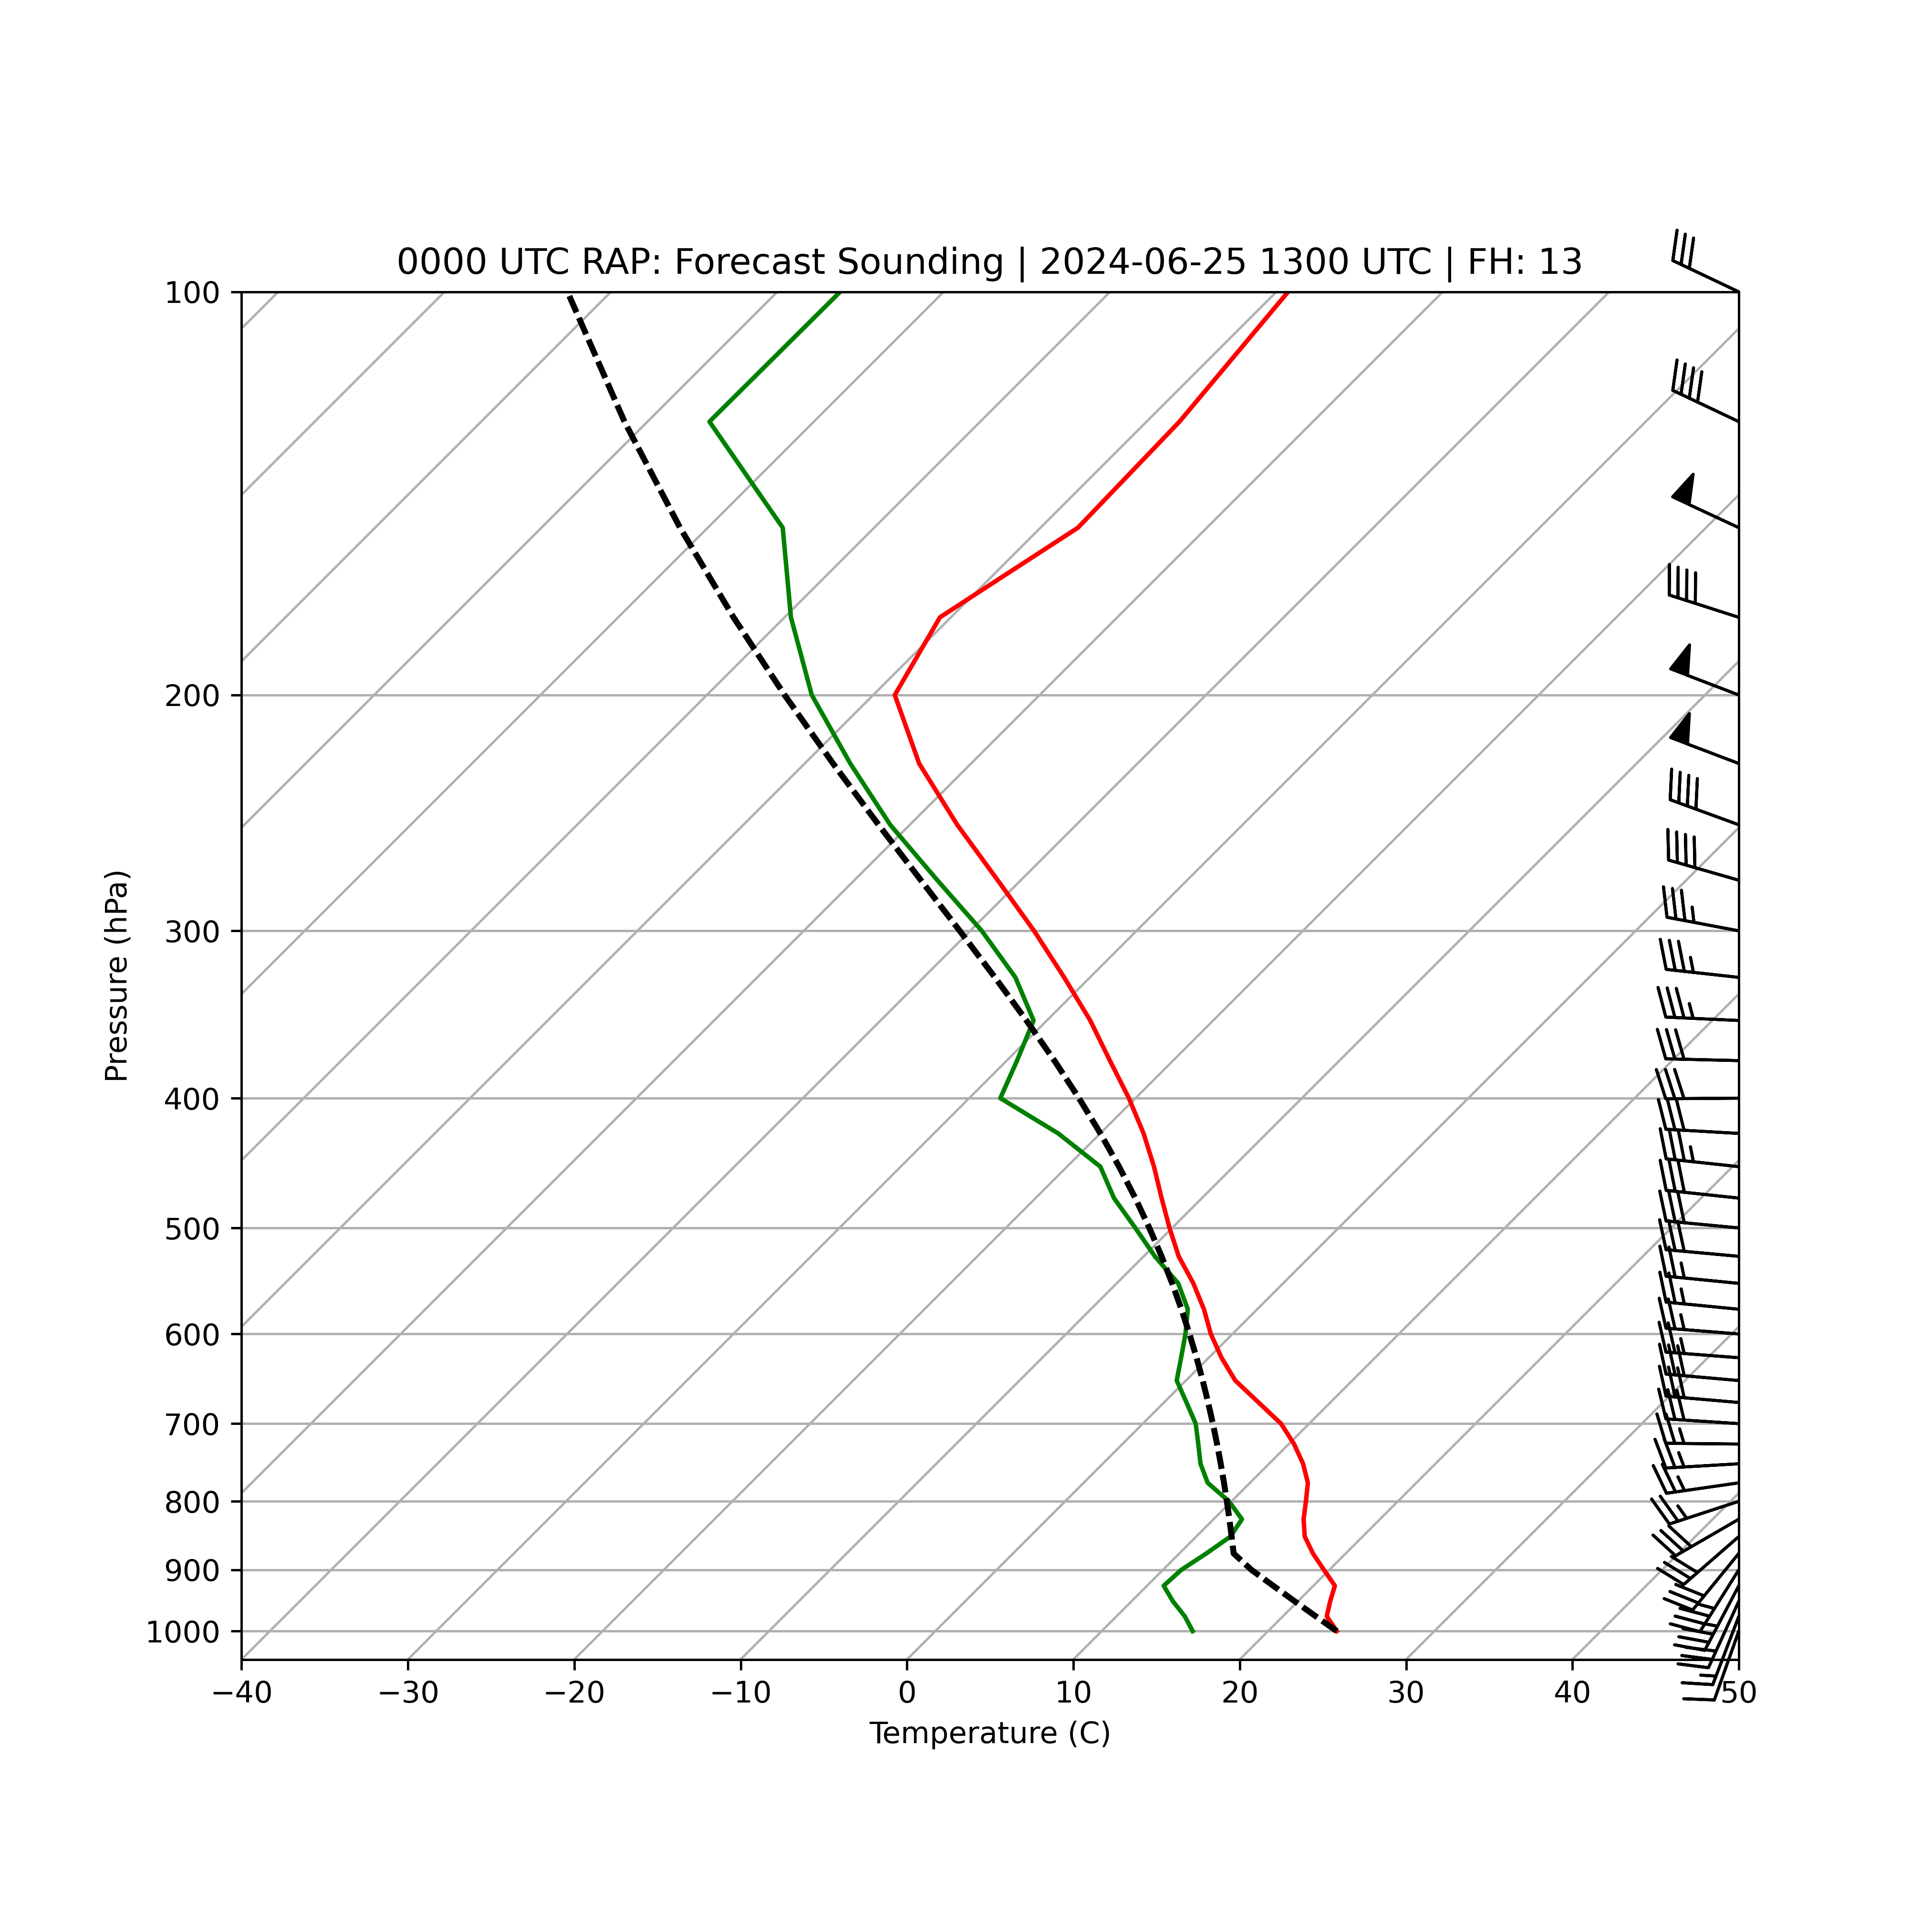 0000 UTC RAP: Forecast Sounding | 2024-06-25 1300 UTC | FH: 13
100
200
300
400
500
600
700
800
900
1000
Pressure (hPa)
−40 −30 −20 −10 0 10 20 30 40 50
Temperature (C)